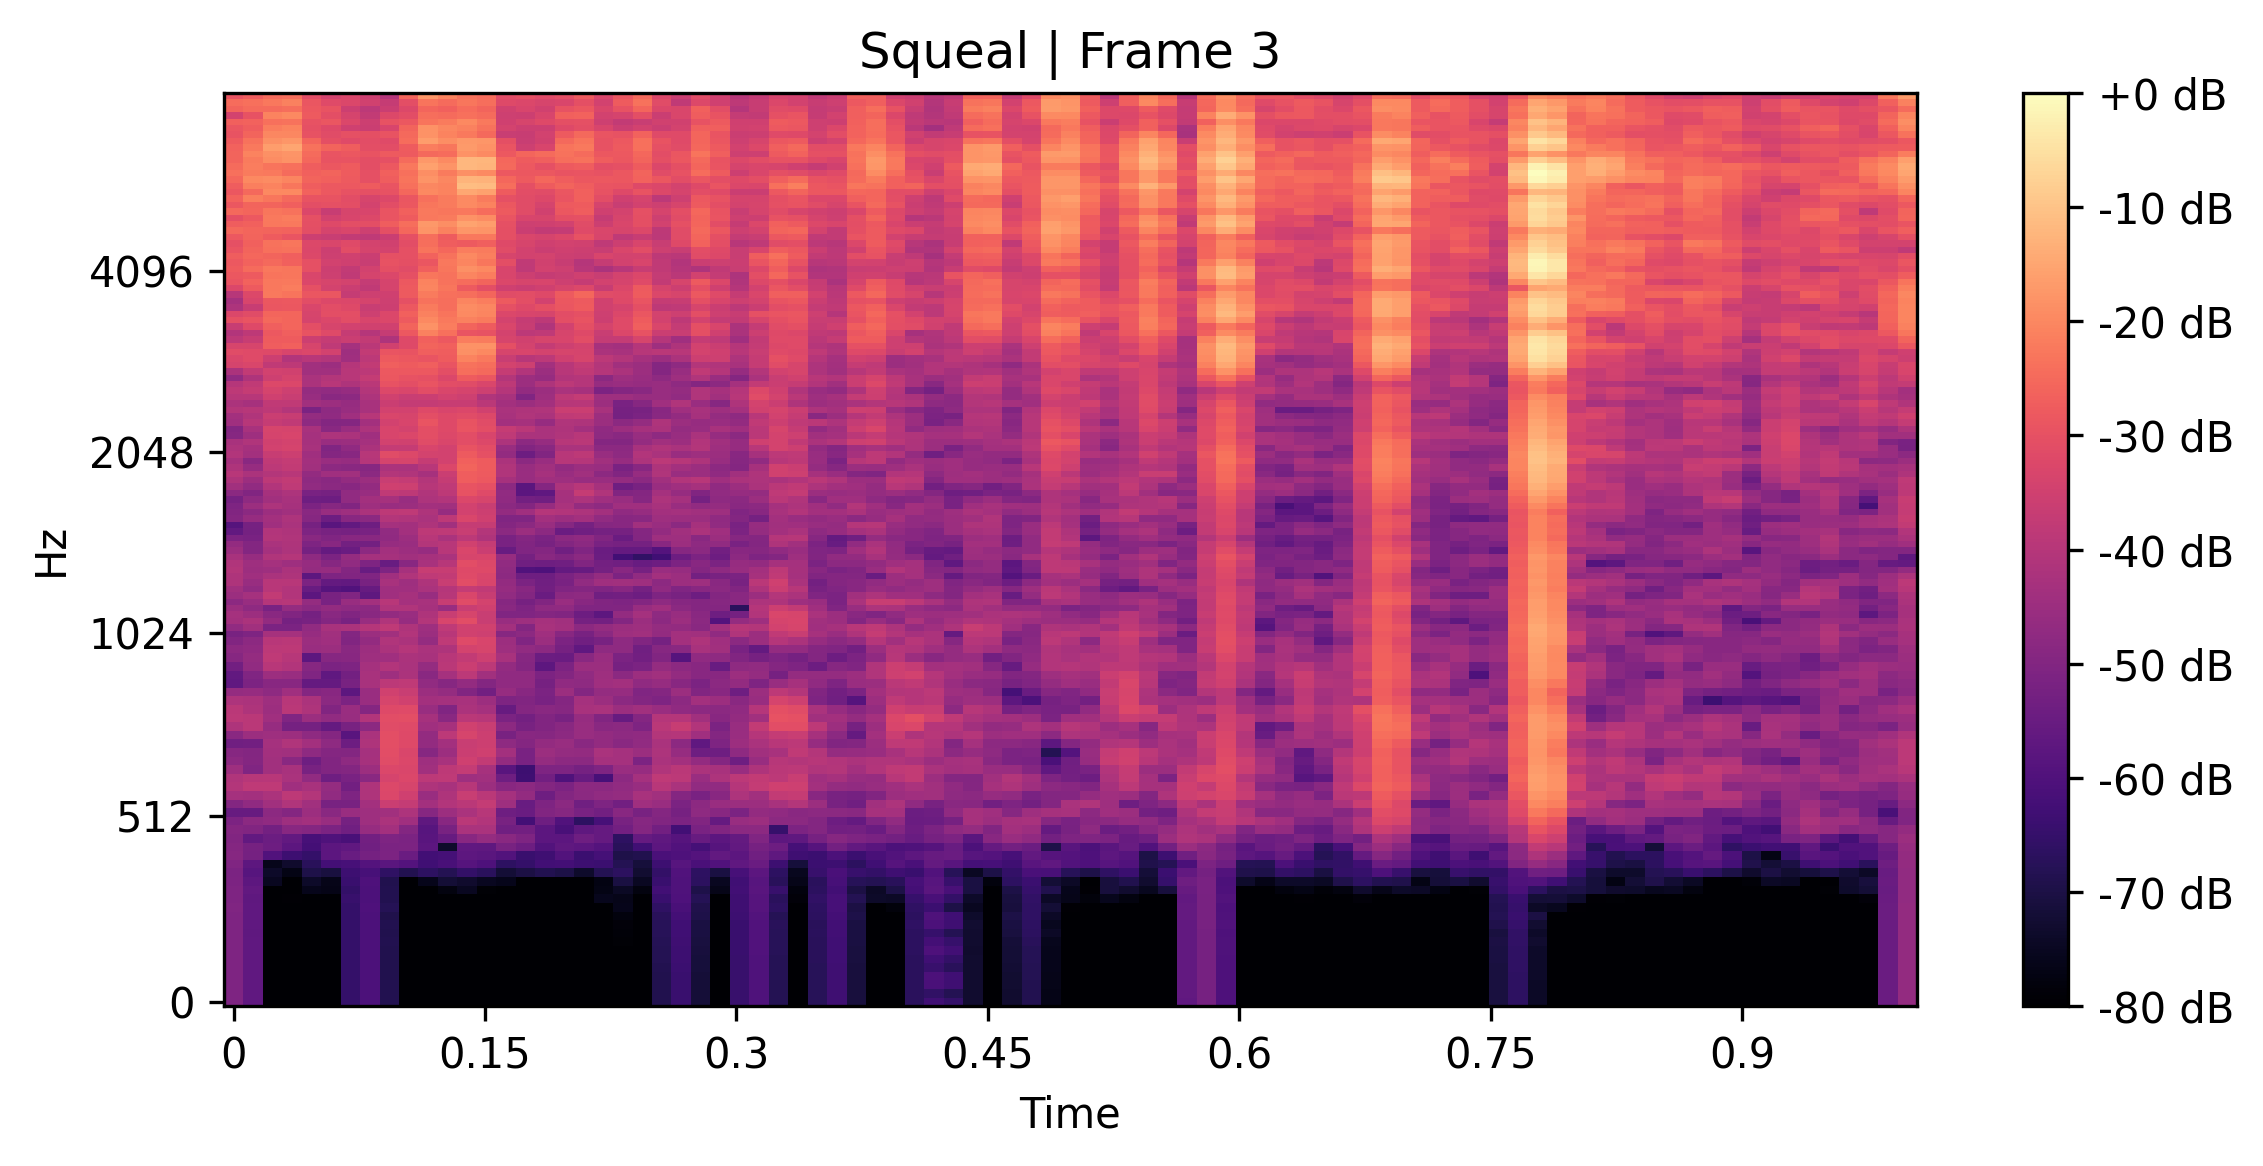 Squeal | Frame 3
+0 dB
-10 dB
-20 dB
-30 dB
-40 dB
-50 dB
-60 dB
-70 dB
-80 dB
4096
2048
1024
512
0
Hz
0
0.15
0.3
0.45
0.6
0.75
0.9
Time